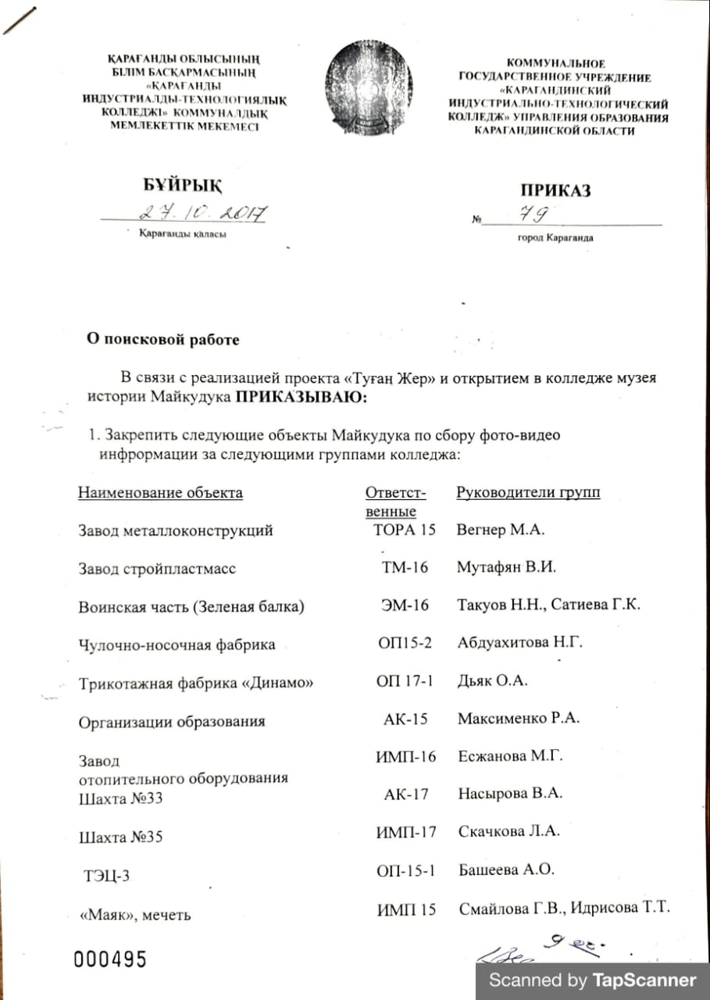 ҚАРАҒАНДЫ ОБЛЫСЫНЫҢ
БІЛІМ БАСҚАРМАСЫНЫҢ
«ҚАРАҒАНДЫ
ИНДУСТРИАЛДЫ-ТЕХНОЛОГИЯЛЫҚ
КОЛЛЕДЖІ» КОММУНАЛДЫҚ
МЕМЛЕКЕТТІК МЕКЕМЕСІ
КОММУНАЛЬНОЕ
ГОСУДАРСТВЕННОЕ УЧРЕЖДЕНИЕ
«КАРАГАНДИНСКИЙ
ИНДУСТРИАЛЬНО-ТЕХНОЛОГИЧЕСКИЙ
КОЛЛЕДЖ» УПРАВЛЕНИЯ ОБРАЗОВАНИЯ
КАРАГАНДИНСКОЙ ОБЛАСТИ
БҰЙРЫҚ
27.10.2017
Қарағанды қаласы
ПРИКАЗ
№ 79
город Караганда
О поисковой работе
В связи с реализацией проекта «Туған Жер» и открытием в колледже музея
истории Майкудука ПРИКАЗЫВАЮ:
1. Закрепить следующие объекты Майкудука по сбору фото-видео
инфрормации за следующими группами колледжа:
Наименование объекта Ответст- Руководители групп
венные
Завод металлоконструкций ТОРА 15 Вегнер М.А.
Завод стройпластмасс ТМ-16 Мутафян В.И.
Воинская часть (Зеленая балка) ЭМ-16 Такуов Н.Н., Сатиева Г.К.
Чулочно-носочная фабрика ОП15-2 Абдуахитова Н.Г.
Трикотажная фабрика «Динамо» ОП 17-1 Дьяк О.А.
Организации образования АК-15 Максименко Р.А.
Завод ИМП-16 Есжанова М.Г.
отопительного оборудования
Шахта №33 АК-17 Насырова В.А.
Шахта №35 ИМП-17 Скачкова Л.А.
ТЭЦ-3 ОП-15-1 Башеева А.О.
«Маяк», мечеть ИМП 15 Смайлова Г.В., Идрисова Т.Т.
000495
Scanned by TapScanner